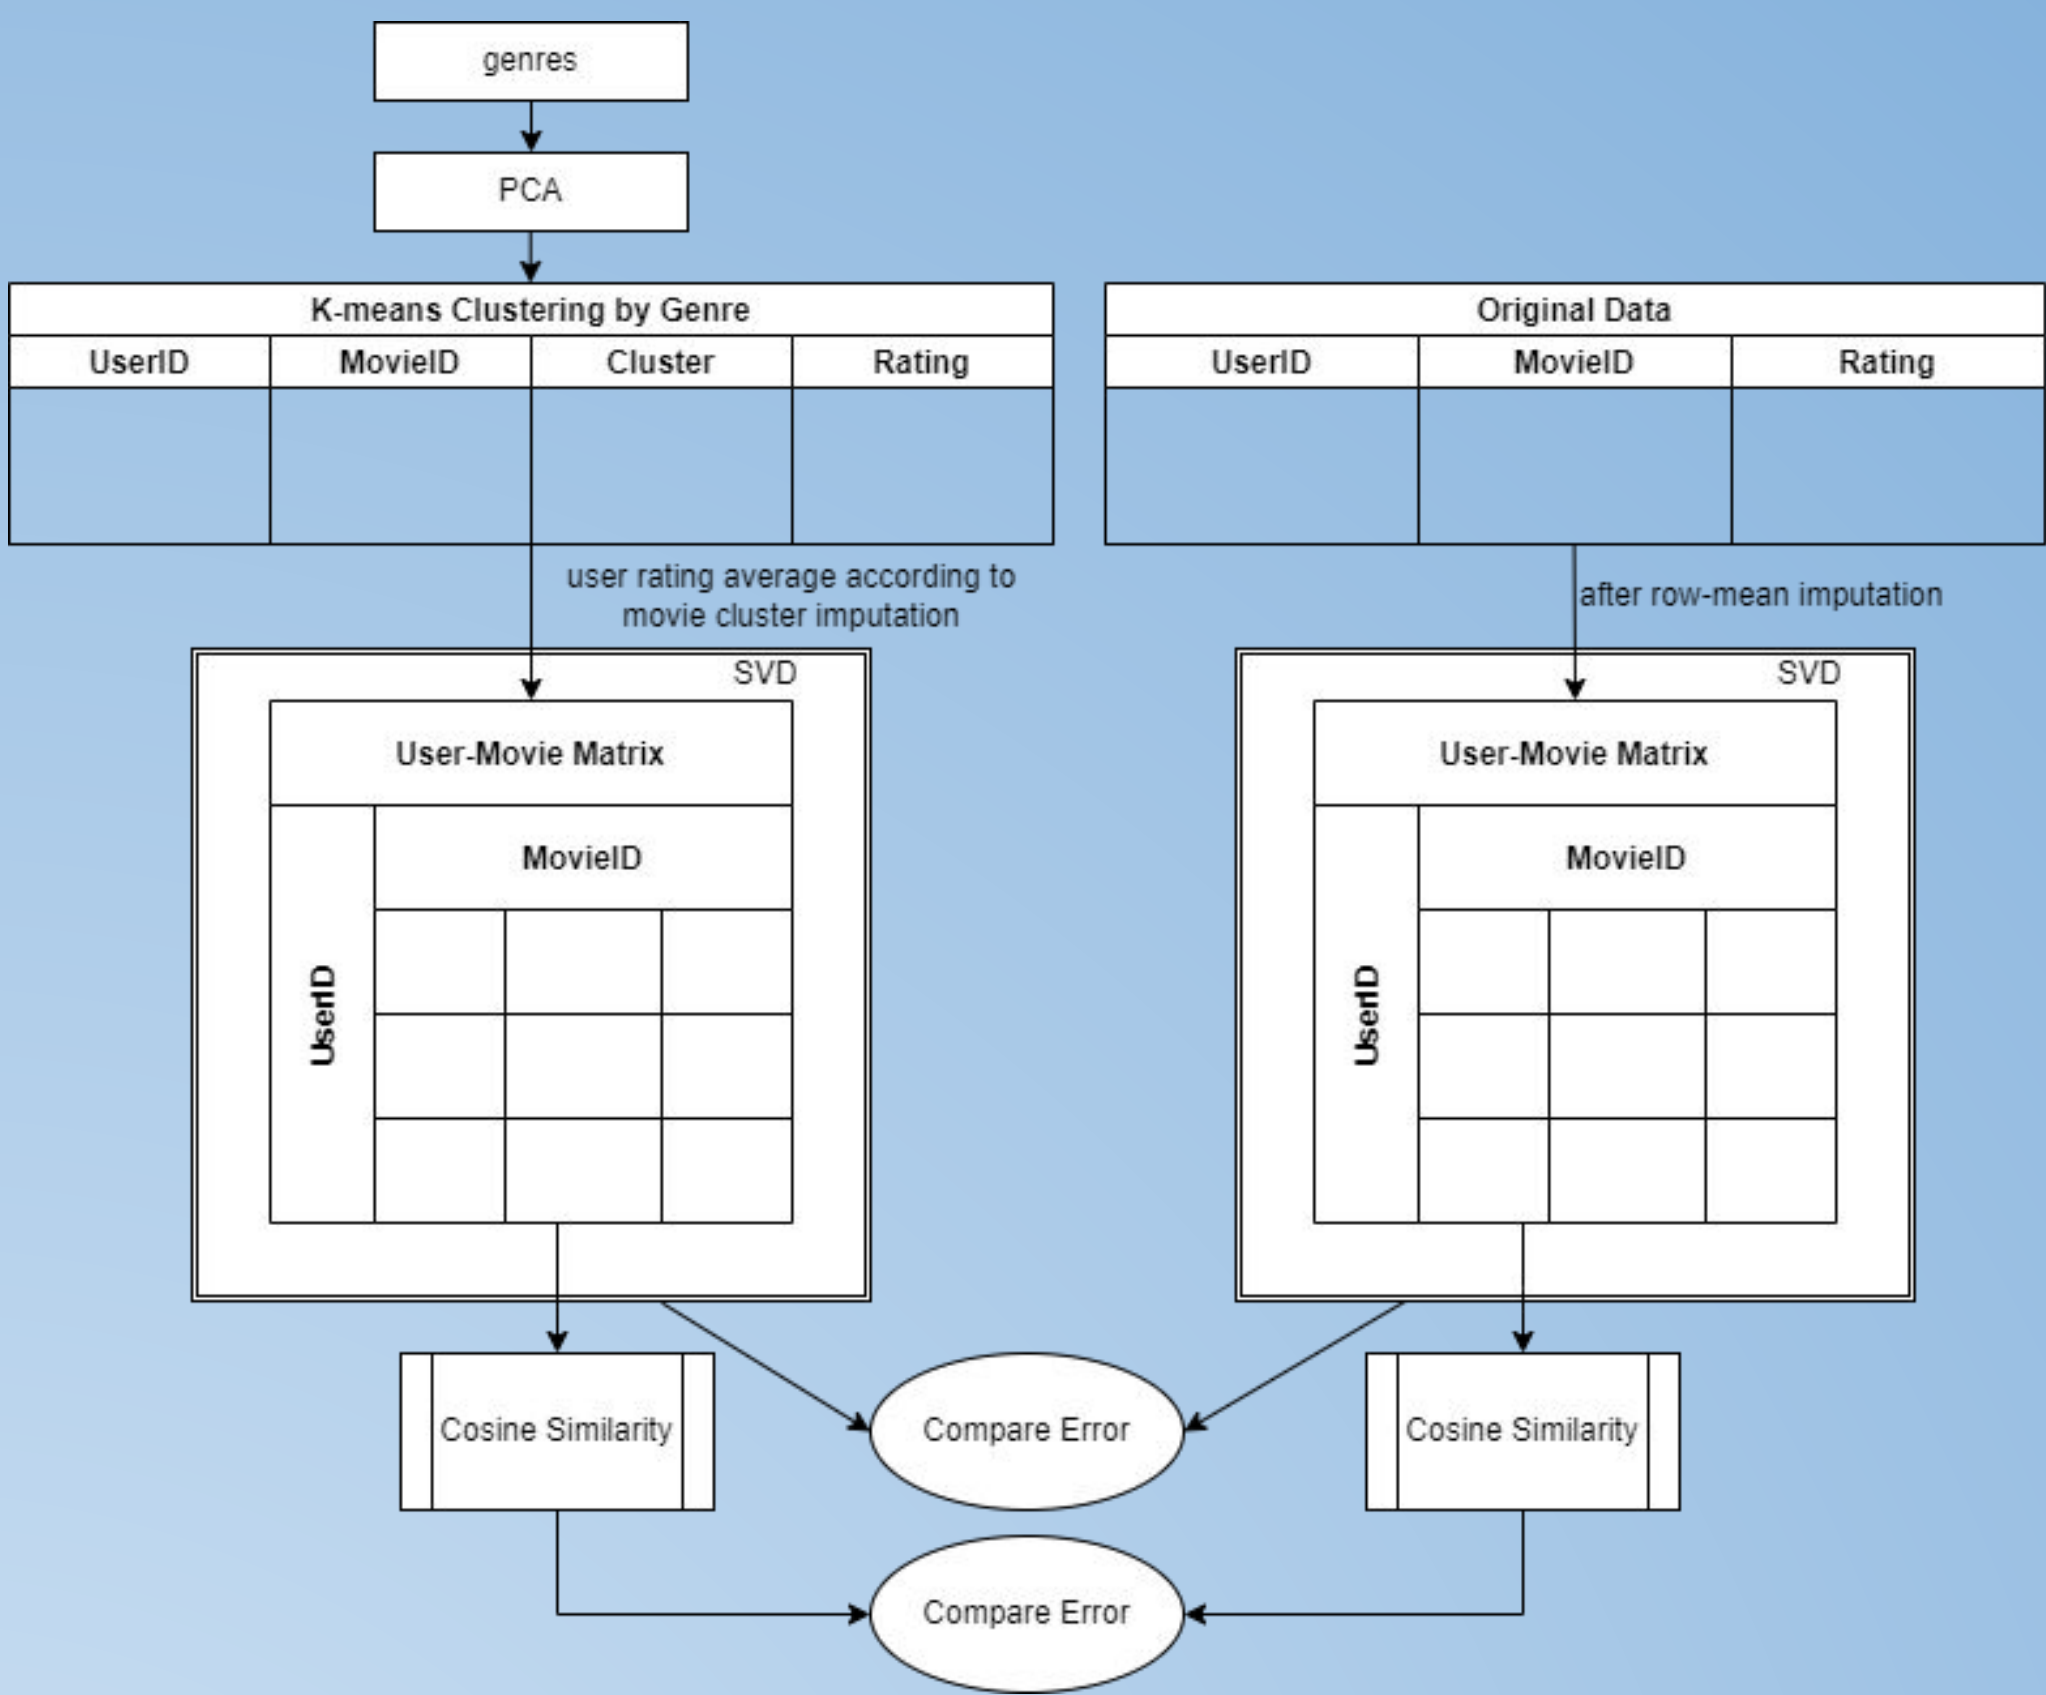 genres
PCA
K-means Clustering by Genre
UserID MovieID Cluster Rating
Original Data
UserID MovieID Rating
user rating average according to
movie cluster imputation
after row-mean imputation
SVD
User-Movie Matrix
MovieID
UserID
SVD
User-Movie Matrix
MovieID
UserID
Cosine Similarity
Compare Error
Cosine Similarity
Compare Error